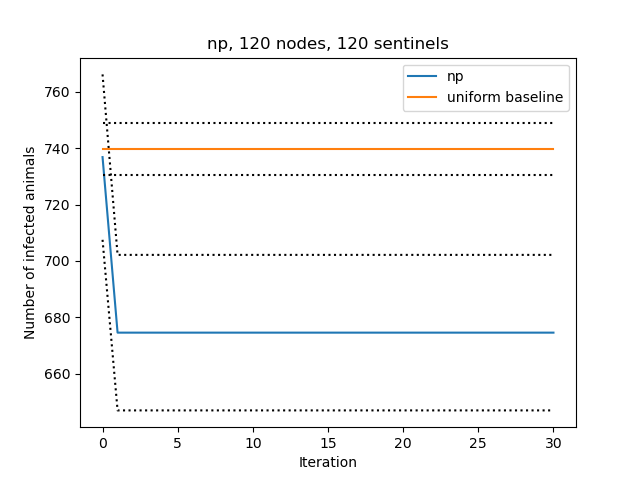 np, 120 nodes, 120 sentinels
np
uniform baseline
Number of infected animals
760
740
720
700
680
660
0 5 10 15 20 25 30
Iteration